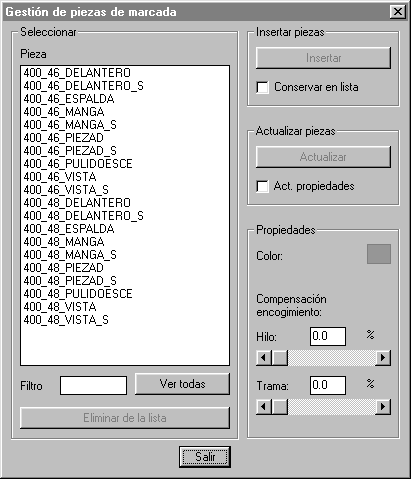 Gestión de piezas de marcada
Seleccionar
Pieza
400_46_DELANTERO
400_46_DELANTERO_S
400_46_ESPALDA
400_46_MANGA
400_46_MANGA_S
400_46_PIEZAD
400_46_PIEZAD_S
400_46_PULIDOESCE
400_46_VISTA
400_46_VISTA_S
400_48_DELANTERO
400_48_DELANTERO_S
400_48_ESPALDA
400_48_MANGA
400_48_MANGA_S
400_48_PIEZAD
400_48_PIEZAD_S
400_48_PULIDOESCE
400_48_VISTA
400_48_VISTA_S
Filtro
Ver todas
Eliminar de la lista
Insertar piezas
Insertar
Conservar en lista
Actualizar piezas
Actualizar
Act. propiedades
Propiedades
Color:
Compensación
encogimiento:
Hilo: 0.0 %
Trama: 0.0 %
Salir